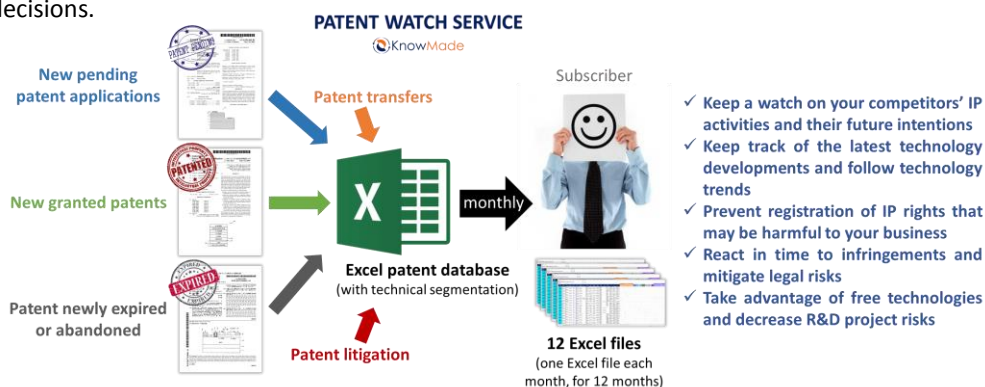 decisions.
PATENT WATCH SERVICE
KnowMade
PATENT PENDING
New pending
patent applications
Patent transfers
PATENTED
New granted patents
EXPIRED
Patent newly expired
or abandoned
X
Excel patent database
(with technical segmentation)
Patent litigation
monthly
Subscriber
12 Excel files
(one Excel file each
month, for 12 months)
✓ Keep a watch on your competitors’ IP
activities and their future intentions
✓ Keep track of the latest technology
developments and follow technology
trends
✓ Prevent registration of IP rights that
may be harmful to your business
✓ React in time to infringements and
mitigate legal risks
✓ Take advantage of free technologies
and decrease R&D project risks